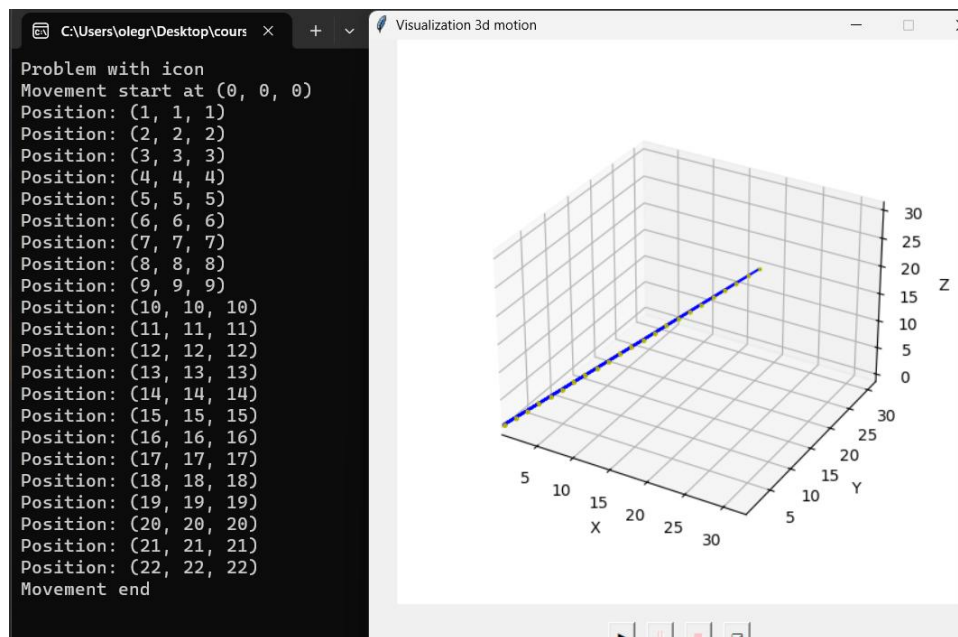 C:\Users\olegr\Desktop\cours
Problem with icon
Movement start at (0, 0, 0)
Position: (1, 1, 1)
Position: (2, 2, 2)
Position: (3, 3, 3)
Position: (4, 4, 4)
Position: (5, 5, 5)
Position: (6, 6, 6)
Position: (7, 7, 7)
Position: (8, 8, 8)
Position: (9, 9, 9)
Position: (10, 10, 10)
Position: (11, 11, 11)
Position: (12, 12, 12)
Position: (13, 13, 13)
Position: (14, 14, 14)
Position: (15, 15, 15)
Position: (16, 16, 16)
Position: (17, 17, 17)
Position: (18, 18, 18)
Position: (19, 19, 19)
Position: (20, 20, 20)
Position: (21, 21, 21)
Position: (22, 22, 22)
Movement end
Visualization 3d motion
30
25
20
15
10
5
0
Z
30
25
20
15
10
5
Y
5
10
15
20
25
30
X